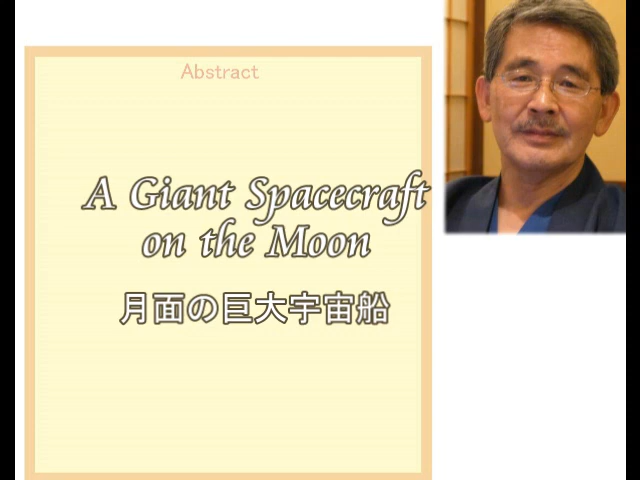 Abstract
A Giant Spacecraft
on the Moon
月面の巨大宇宙船